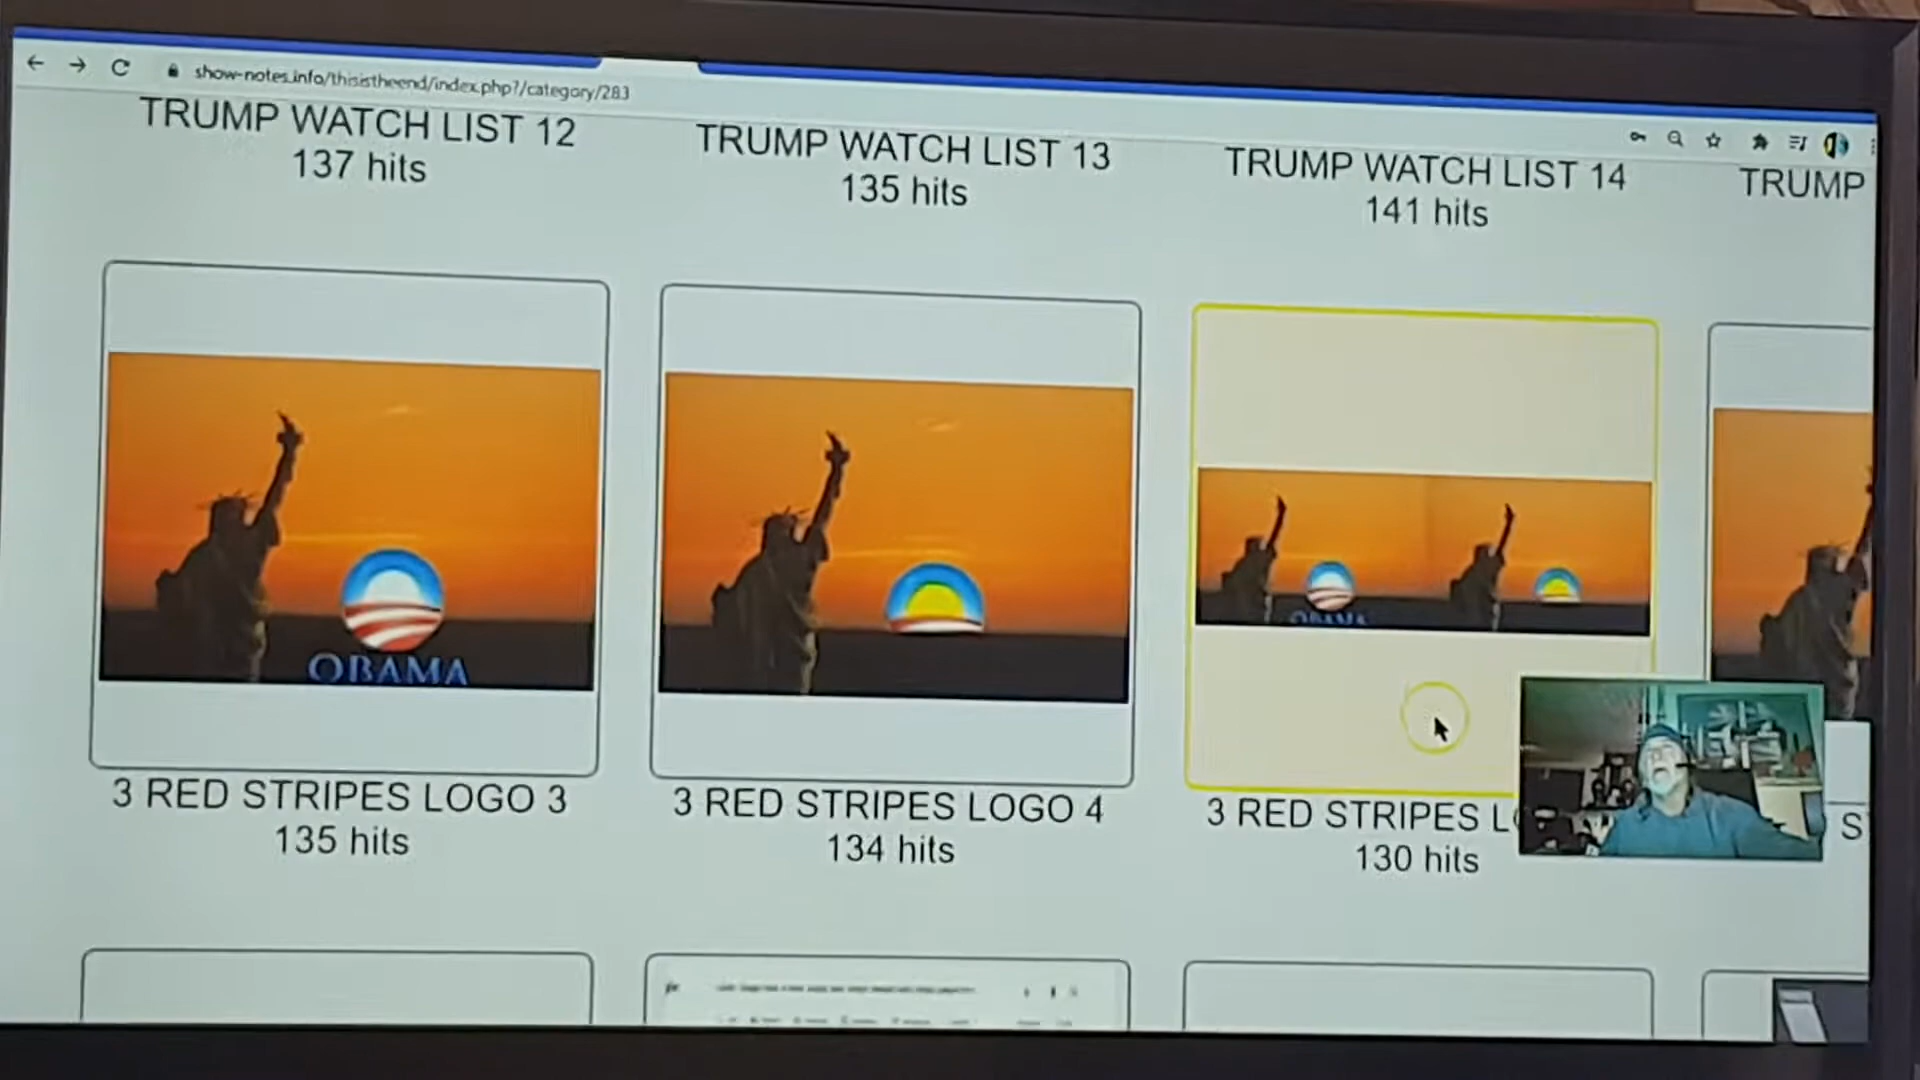 show-notes.info/thisistheend/index.php?/category/283
TRUMP WATCH LIST 12
137 hits
TRUMP WATCH LIST 13
135 hits
TRUMP WATCH LIST 14
141 hits
TRUMP
OBAMA
OBAMA
3 RED STRIPES LOGO 3
135 hits
3 RED STRIPES LOGO 4
134 hits
3 RED STRIPES LO
130 hits
S